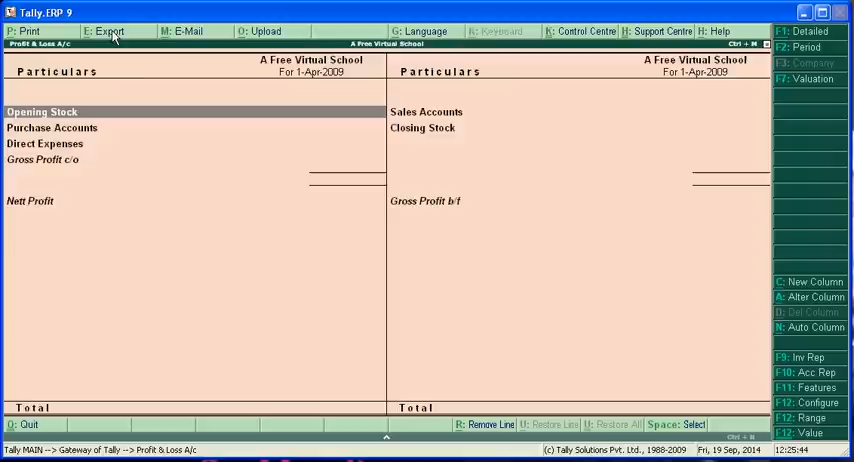 Tally.ERP 9
P: Print E: Export M: E-Mail O: Upload G: Language K: Keyboard K: Control Centre H: Support Centre H: Help
Profit & Loss A/c A Free Virtual School Ctrl + M
Particulars A Free Virtual School For 1-Apr-2009 Particulars A Free Virtual School For 1-Apr-2009
Opening Stock Sales Accounts
Purchase Accounts Closing Stock
Direct Expenses
Gross Profit c/o
Nett Profit Gross Profit b/f
Total Total
Q: Quit R: Remove Line U: Restore Line U: Restore All Space: Select
Ctrl + N
F1: Detailed
F2: Period
F3: Company
F7: Valuation
C: New Column
A: Alter Column
D: Del Column
N: Auto Column
F9: Inv Rep
F10: Acc Rep
F11: Features
F12: Configure
F12: Range
F12: Value
Tally MAIN --> Gateway of Tally --> Profit & Loss A/c (c) Tally Solutions Pvt. Ltd., 1988-2009 Fri, 19 Sep, 2014 12:25:44